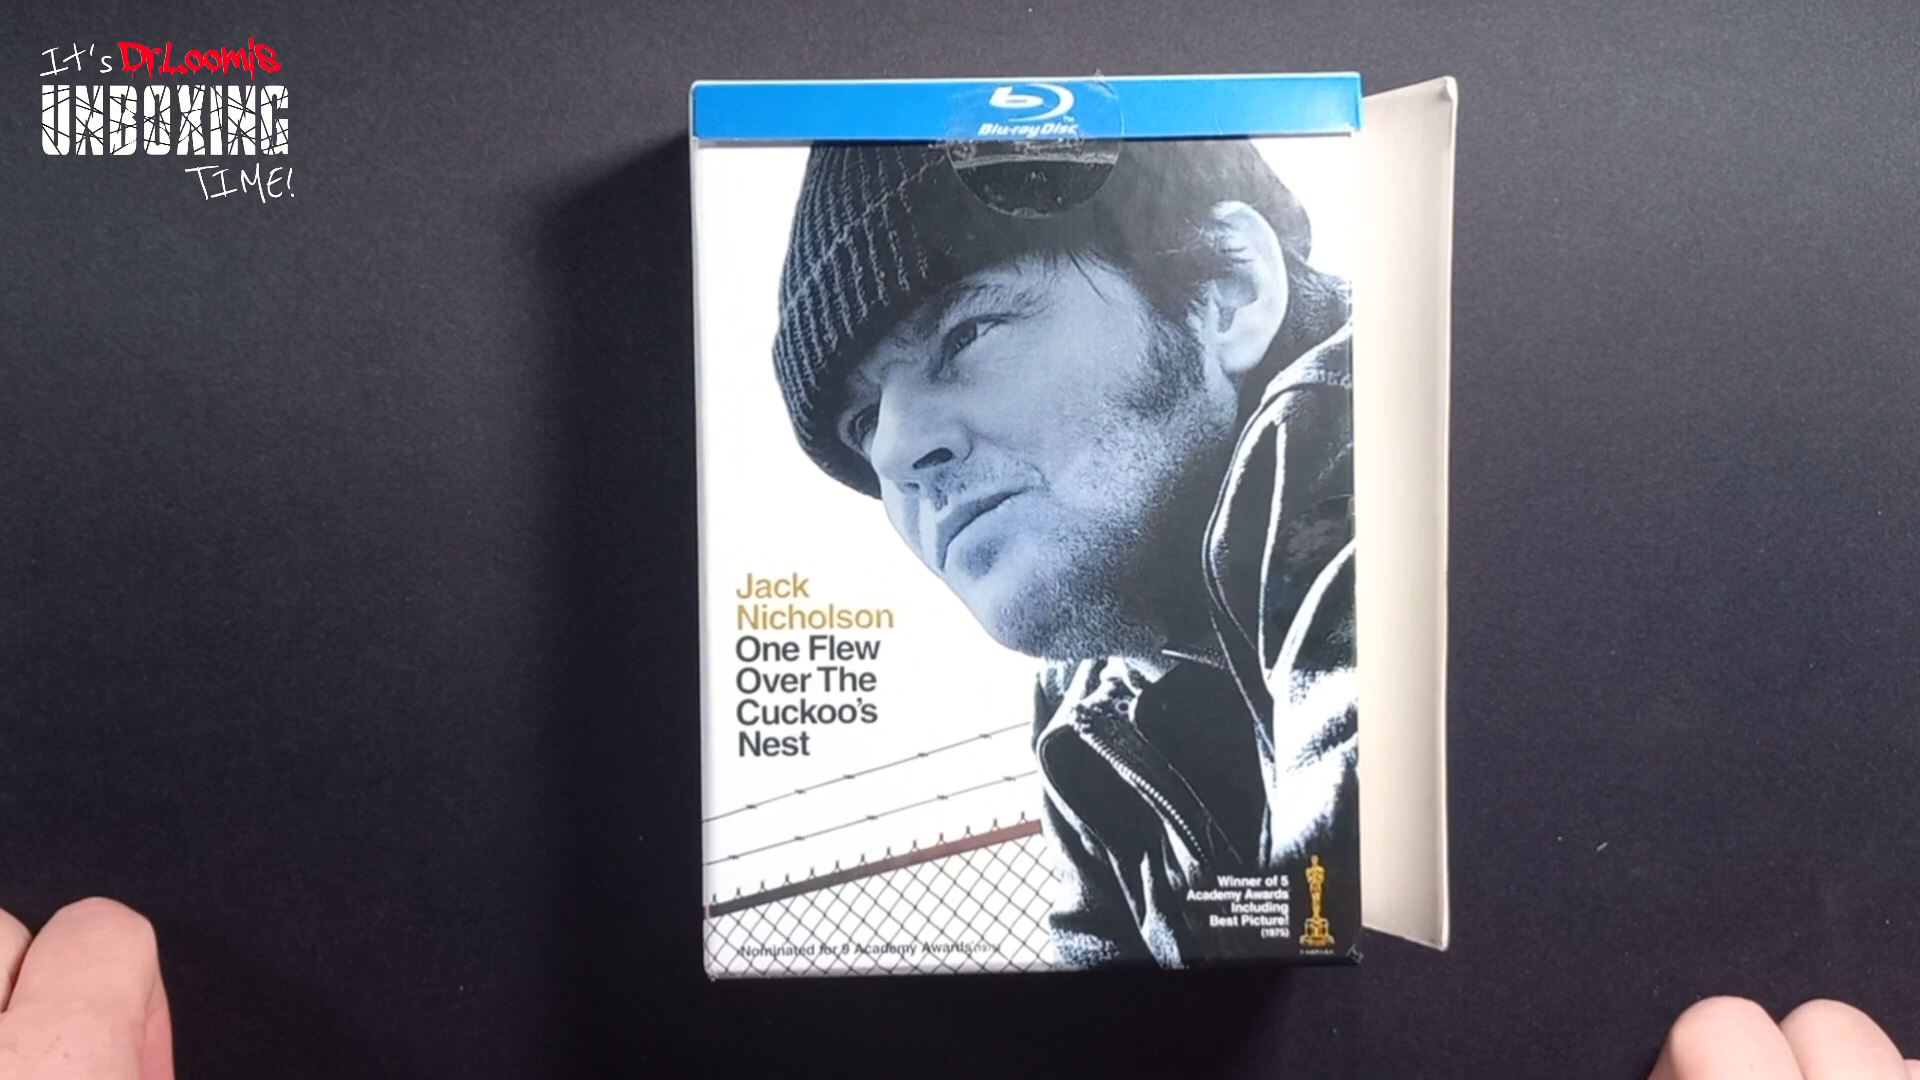 It's Dr.Loomis
UNBOXING
TIME!
Blu-ray Disc™
Jack
Nicholson
One Flew
Over The
Cuckoo's
Nest
Winner of 5
Academy Awards
Including
Best Picture!
(1975)
Nominated for 9 Academy Awards